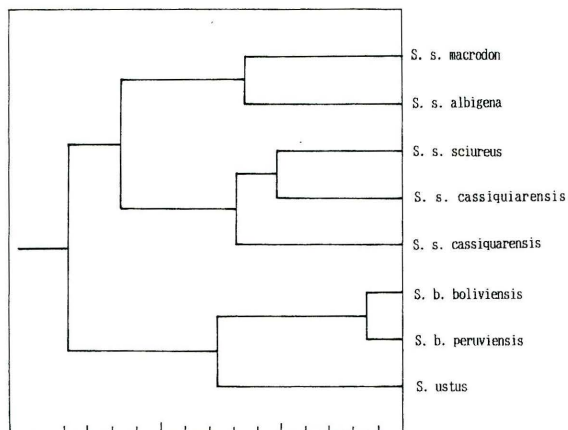 S. s. macrodon
S. s. albigena
S. s. sciureus
S. s. cassiquiarensis
S. s. cassiquarensis
S. b. boliviensis
S. b. peruviensis
S. ustus